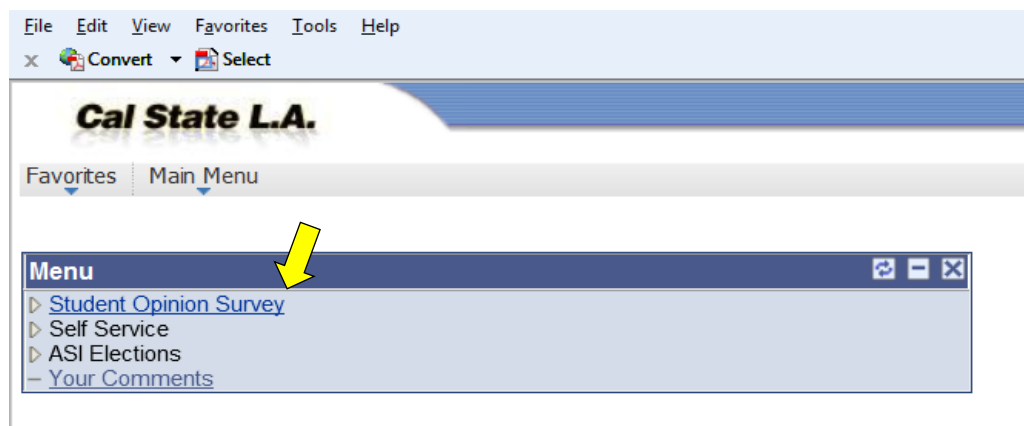 File Edit View Favorites Tools Help
x Convert Select
Cal State L.A.
Favorites Main Menu
Menu
Student Opinion Survey
Self Service
ASI Elections
Your Comments